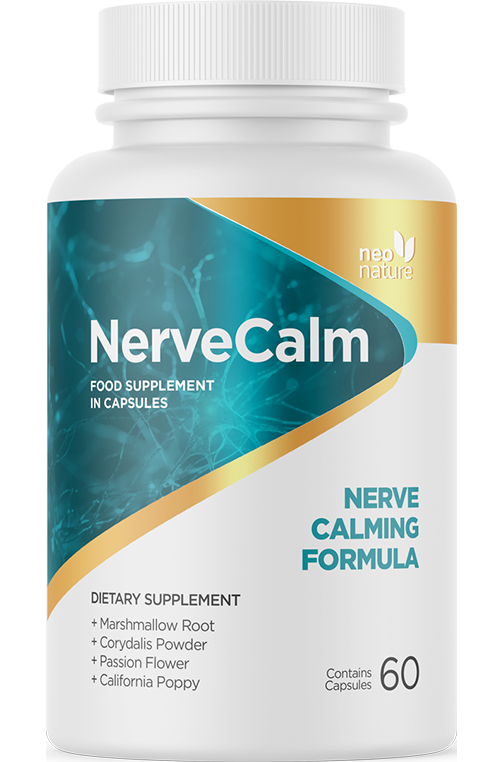 neo
nature
NerveCalm
FOOD SUPPLEMENT
IN CAPSULES
NERVE
CALMING
FORMULA
DIETARY SUPPLEMENT
+ Marshmallow Root
+ Corydalis Powder
+ Passion Flower
+ California Poppy
Contains
Capsules 60